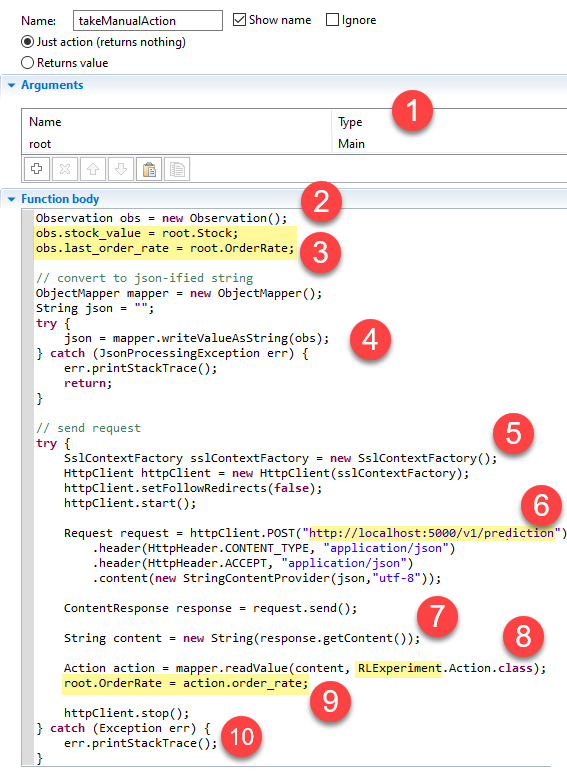 Name: takeManualAction Show name Ignore
Just action (returns nothing)
Returns value
Arguments
1
Name Type
root Main
Function body
2
Observation obs = new Observation();
obs.stock_value = root.Stock;
obs.last_order_rate = root.OrderRate;
3
// convert to json-ified string
ObjectMapper mapper = new ObjectMapper();
String json = "";
try {
json = mapper.writeValueAsString(obs);
4
} catch (JsonProcessingException err) {
err.printStackTrace();
return;
}
// send request
5
try {
SslContextFactory sslContextFactory = new SslContextFactory();
HttpClient httpClient = new HttpClient(sslContextFactory);
httpClient.setFollowRedirects(false);
httpClient.start();
6
Request request = httpClient.POST("http://localhost:5000/v1/prediction")
.header(HttpHeader.CONTENT_TYPE, "application/json")
.header(HttpHeader.ACCEPT, "application/json")
.content(new StringContentProvider(json,"utf-8"));
ContentResponse response = request.send();
7
String content = new String(response.getContent());
8
Action action = mapper.readValue(content, RLExperiment.Action.class);
root.OrderRate = action.order_rate;
9
httpClient.stop();
} catch (Exception err) {
10
err.printStackTrace();
}